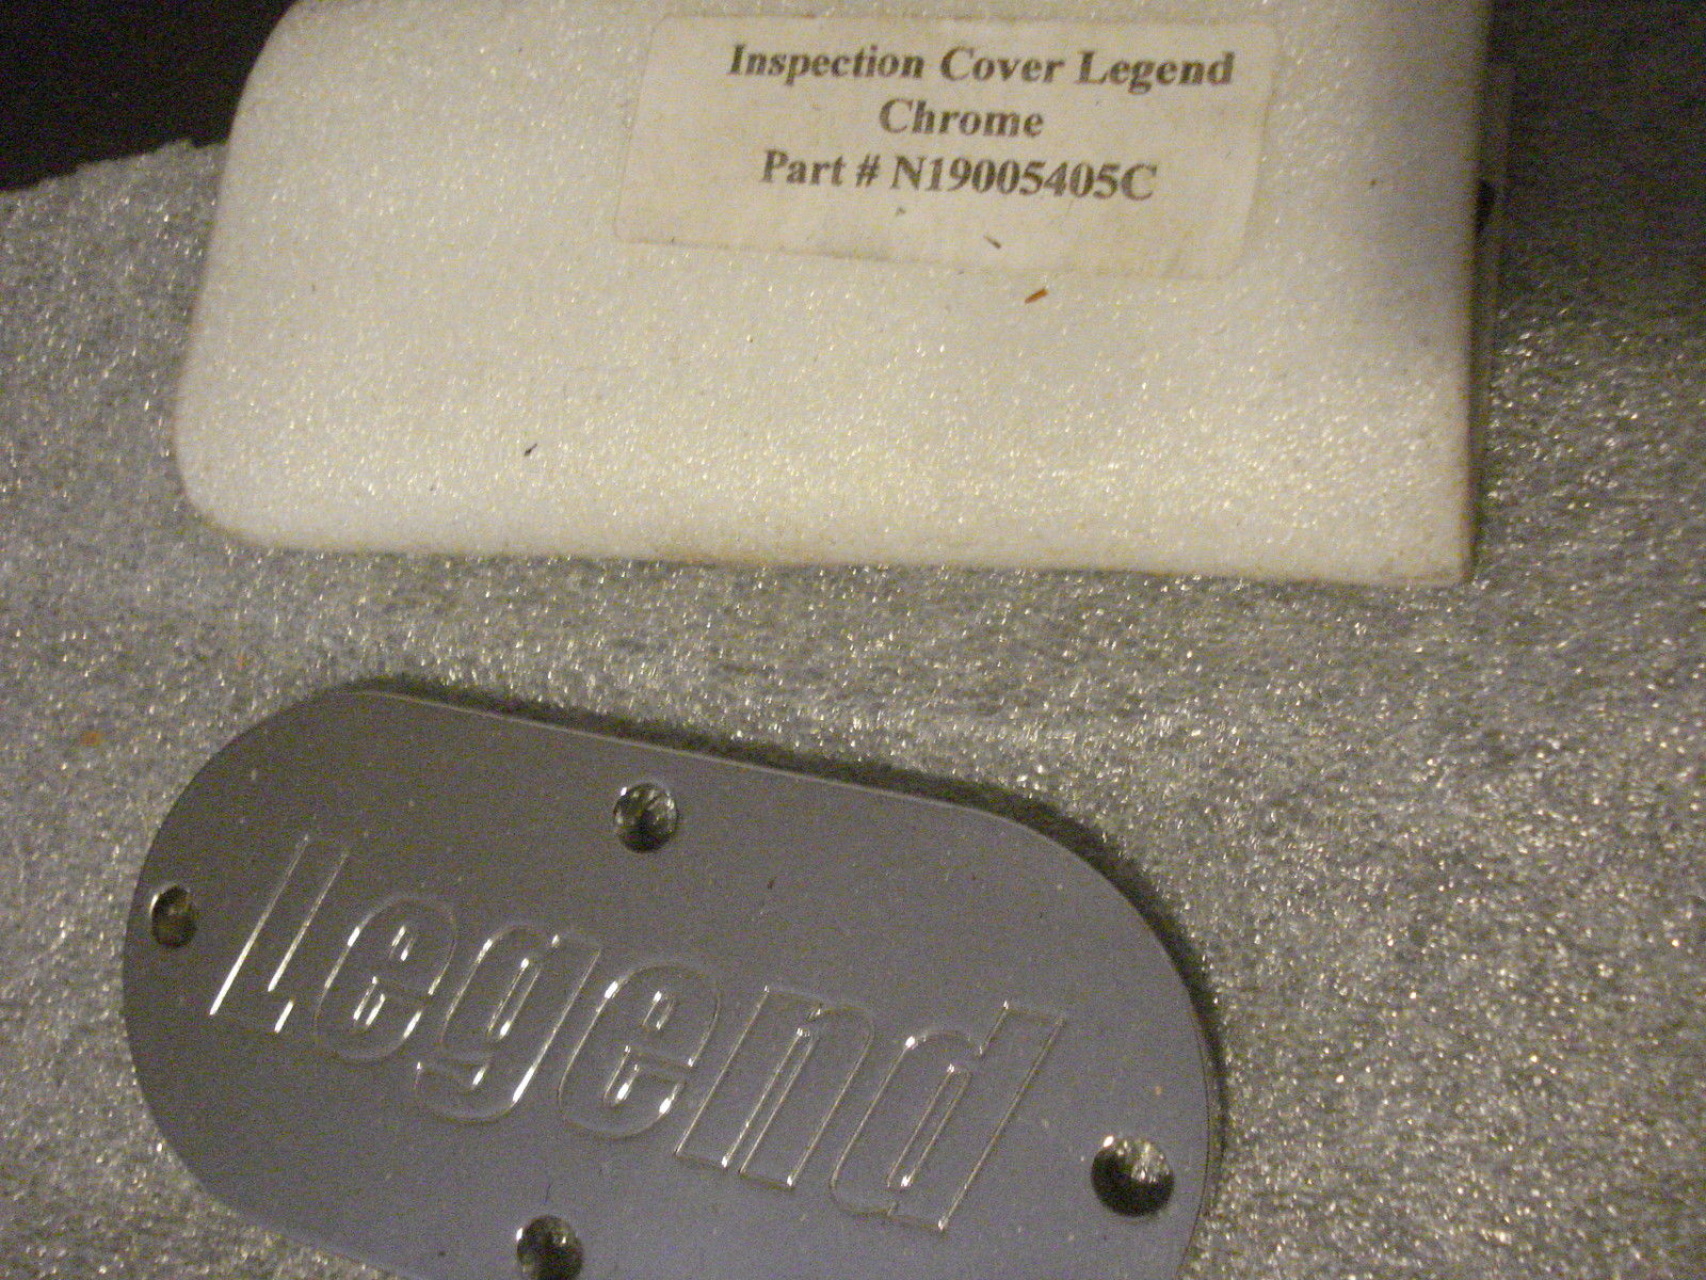 Inspection Cover Legend
Chrome
Part # N19005405C
Legend